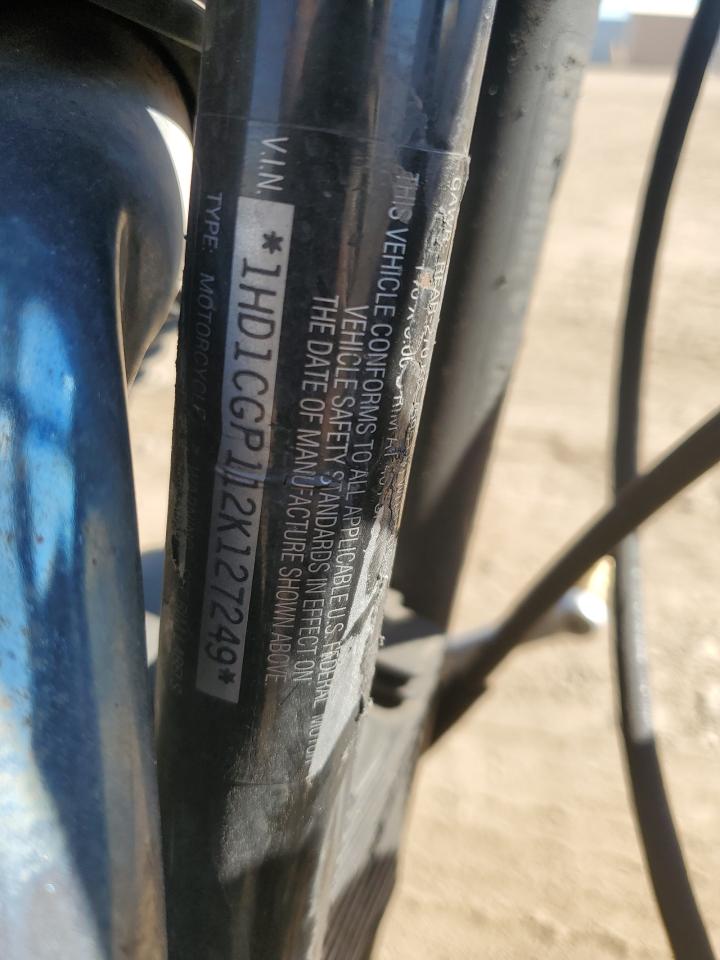 V.I.N. *1HD1CGP112K127249*
TYPE: MOTORCYCLE
THIS VEHICLE CONFORMS TO ALL APPLICABLE U.S. FEDERAL MOTOR
VEHICLE SAFETY STANDARDS IN EFFECT ON
THE DATE OF MANUFACTURE SHOWN ABOVE